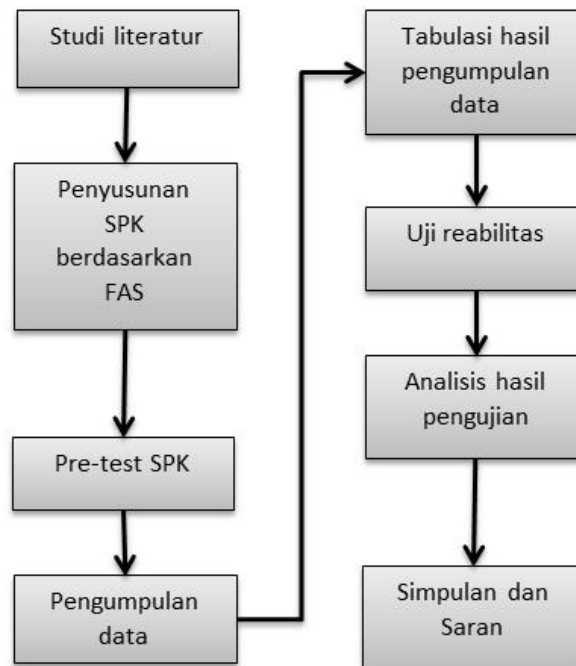 Studi literatur
Penyusunan
SPK
berdasarkan
FAS
Pre-test SPK
Pengumpulan
data
Tabulasi hasil
pengumpulan
data
Uji reabilitas
Analisis hasil
pengujian
Simpulan dan
Saran